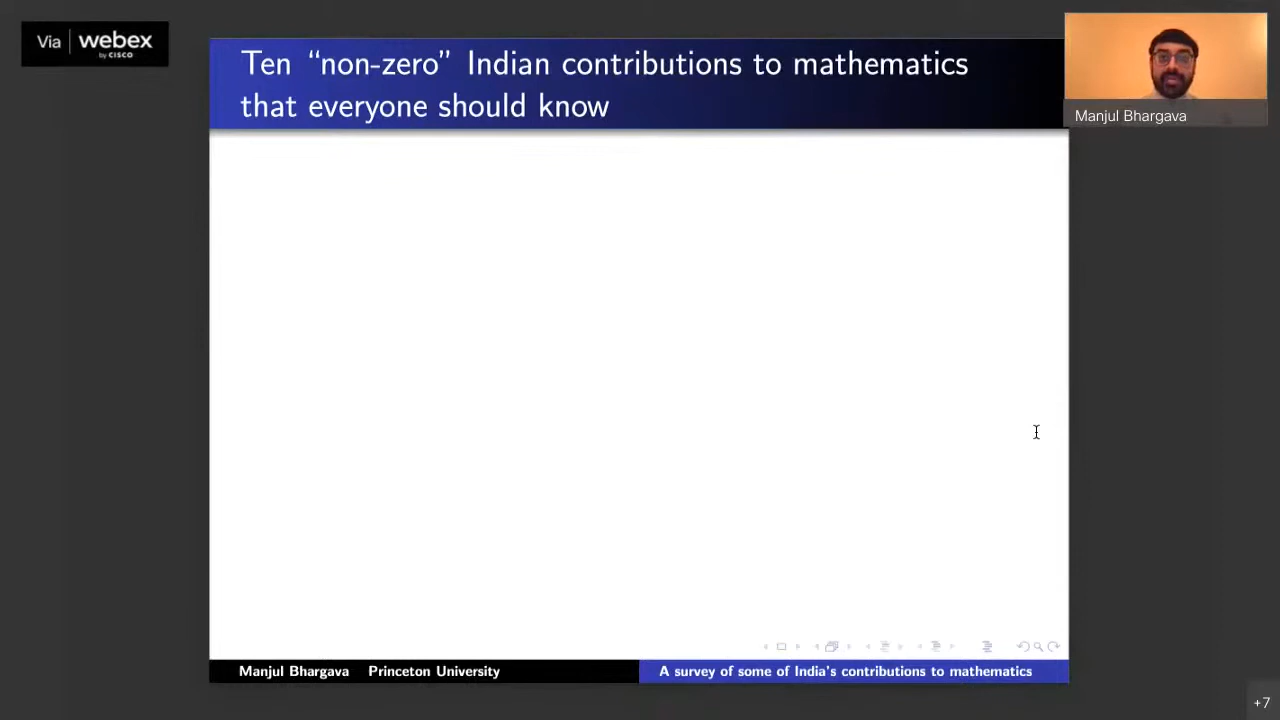 Via webex
by CISCO
Ten “non-zero” Indian contributions to mathematics
that everyone should know
Manjul Bhargava
Manjul Bhargava Princeton University
A survey of some of India's contributions to mathematics
+7